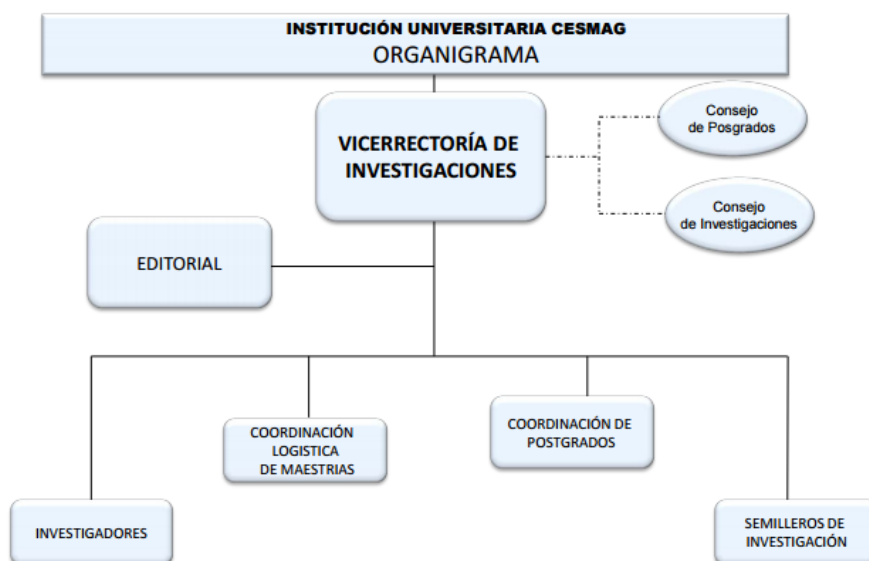 INSTITUCIÓN UNIVERSITARIA CESMAG
ORGANIGRAMA
VICERRECTORÍA DE
INVESTIGACIONES
Consejo
de Posgrados
Consejo
de Investigaciones
EDITORIAL
COORDINACIÓN
LOGISTICA
DE MAESTRIAS
COORDINACIÓN DE
POSTGRADOS
INVESTIGADORES
SEMILLEROS DE
INVESTIGACIÓN